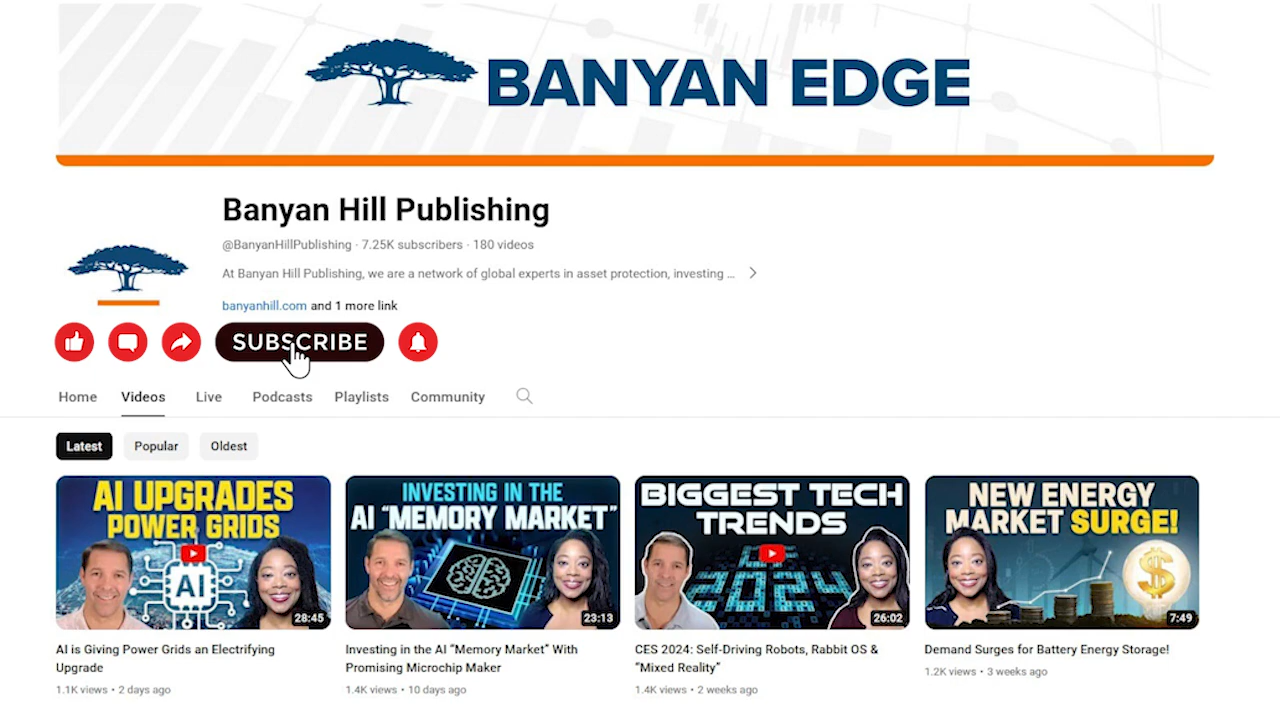 BANYAN EDGE
Banyan Hill Publishing
@BanyanHillPublishing · 7.25K subscribers · 180 videos
At Banyan Hill Publishing, we are a network of global experts in asset protection, investing ...
banyanhill.com and 1 more link
SUBSCRIBE
Home Videos Live Podcasts Playlists Community
Latest Popular Oldest
AI UPGRADES
POWER GRIDS
AI
28:45
INVESTING IN THE
AI “MEMORY MARKET”
23:13
BIGGEST TECH
TRENDS
2024
26:02
NEW ENERGY
MARKET SURGE!
$
7:49
AI is Giving Power Grids an Electrifying
Upgrade
1.1K views • 2 days ago
Investing in the AI “Memory Market” With
Promising Microchip Maker
1.4K views • 10 days ago
CES 2024: Self-Driving Robots, Rabbit OS &
“Mixed Reality”
1.4K views • 2 weeks ago
Demand Surges for Battery Energy Storage!
1.2K views • 3 weeks ago